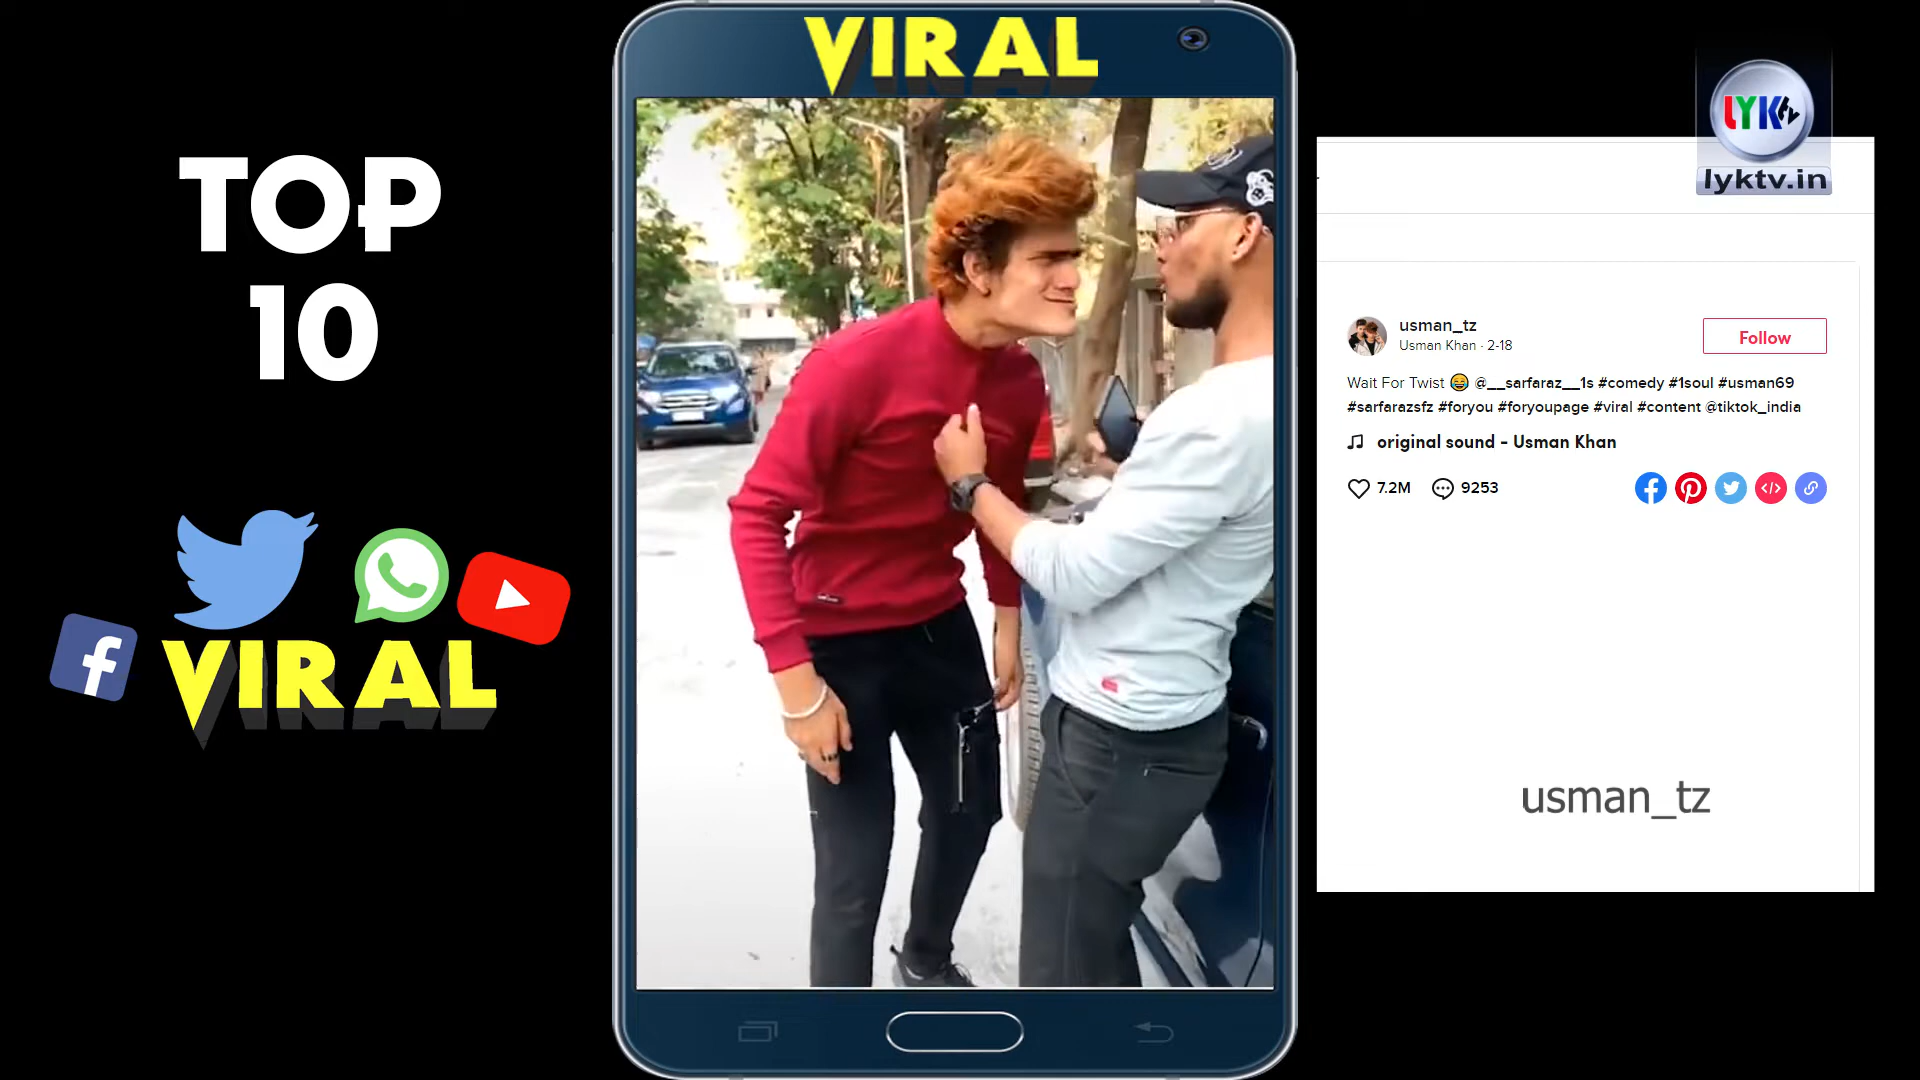 VIRAL
TOP
10
VIRAL
LYKtv
lyktv.in
usman_tz
Usman Khan · 2-18
Follow
Wait For Twist 😂 @__sarfaraz__1s #comedy #1soul #usman69
#sarfarazsfz #foryou #foryoupage #viral #content @tiktok_india
original sound - Usman Khan
7.2M
9253
usman_tz